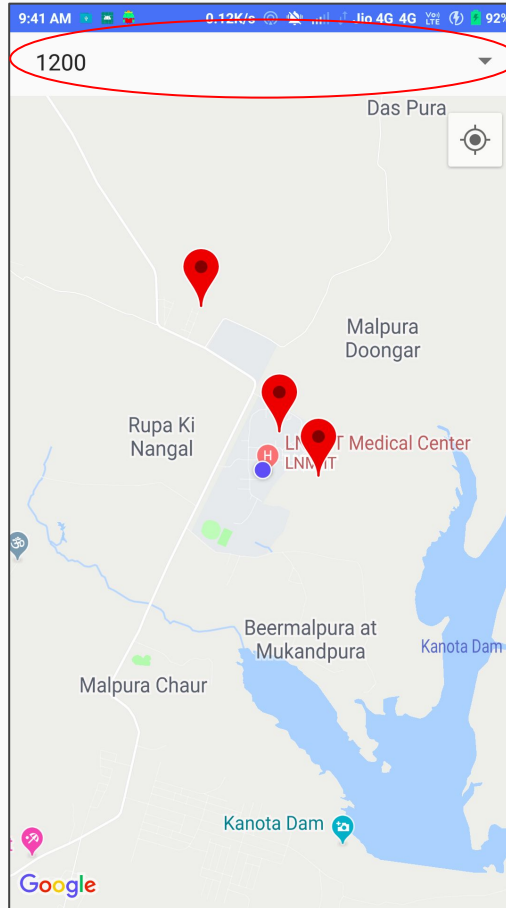 9:41 AM 0.12K/s Jio 4G 4G VoLTE 92%
1200
Das Pura
Malpura
Doongar
Rupa Ki
Nangal
Medical Center
H
LNMIIT
ॐ
Beermalpura at
Mukandpura
Kanota Dam
Malpura Chaur
Kanota Dam
Google